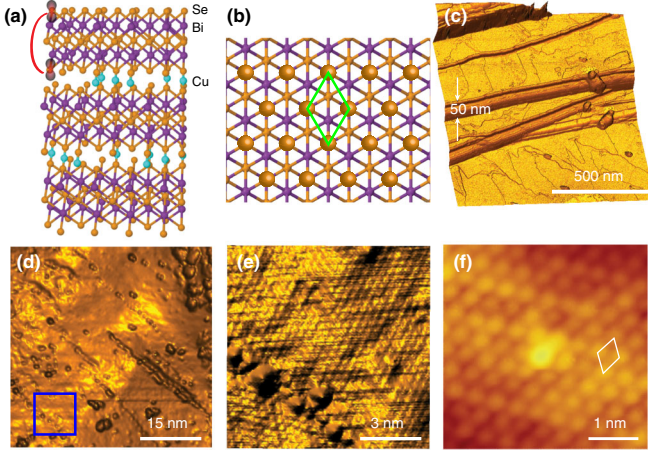 (a)
Se
Bi
Cu
(b)
(c)
50 nm
500 nm
(d)
15 nm
(e)
3 nm
(f)
1 nm